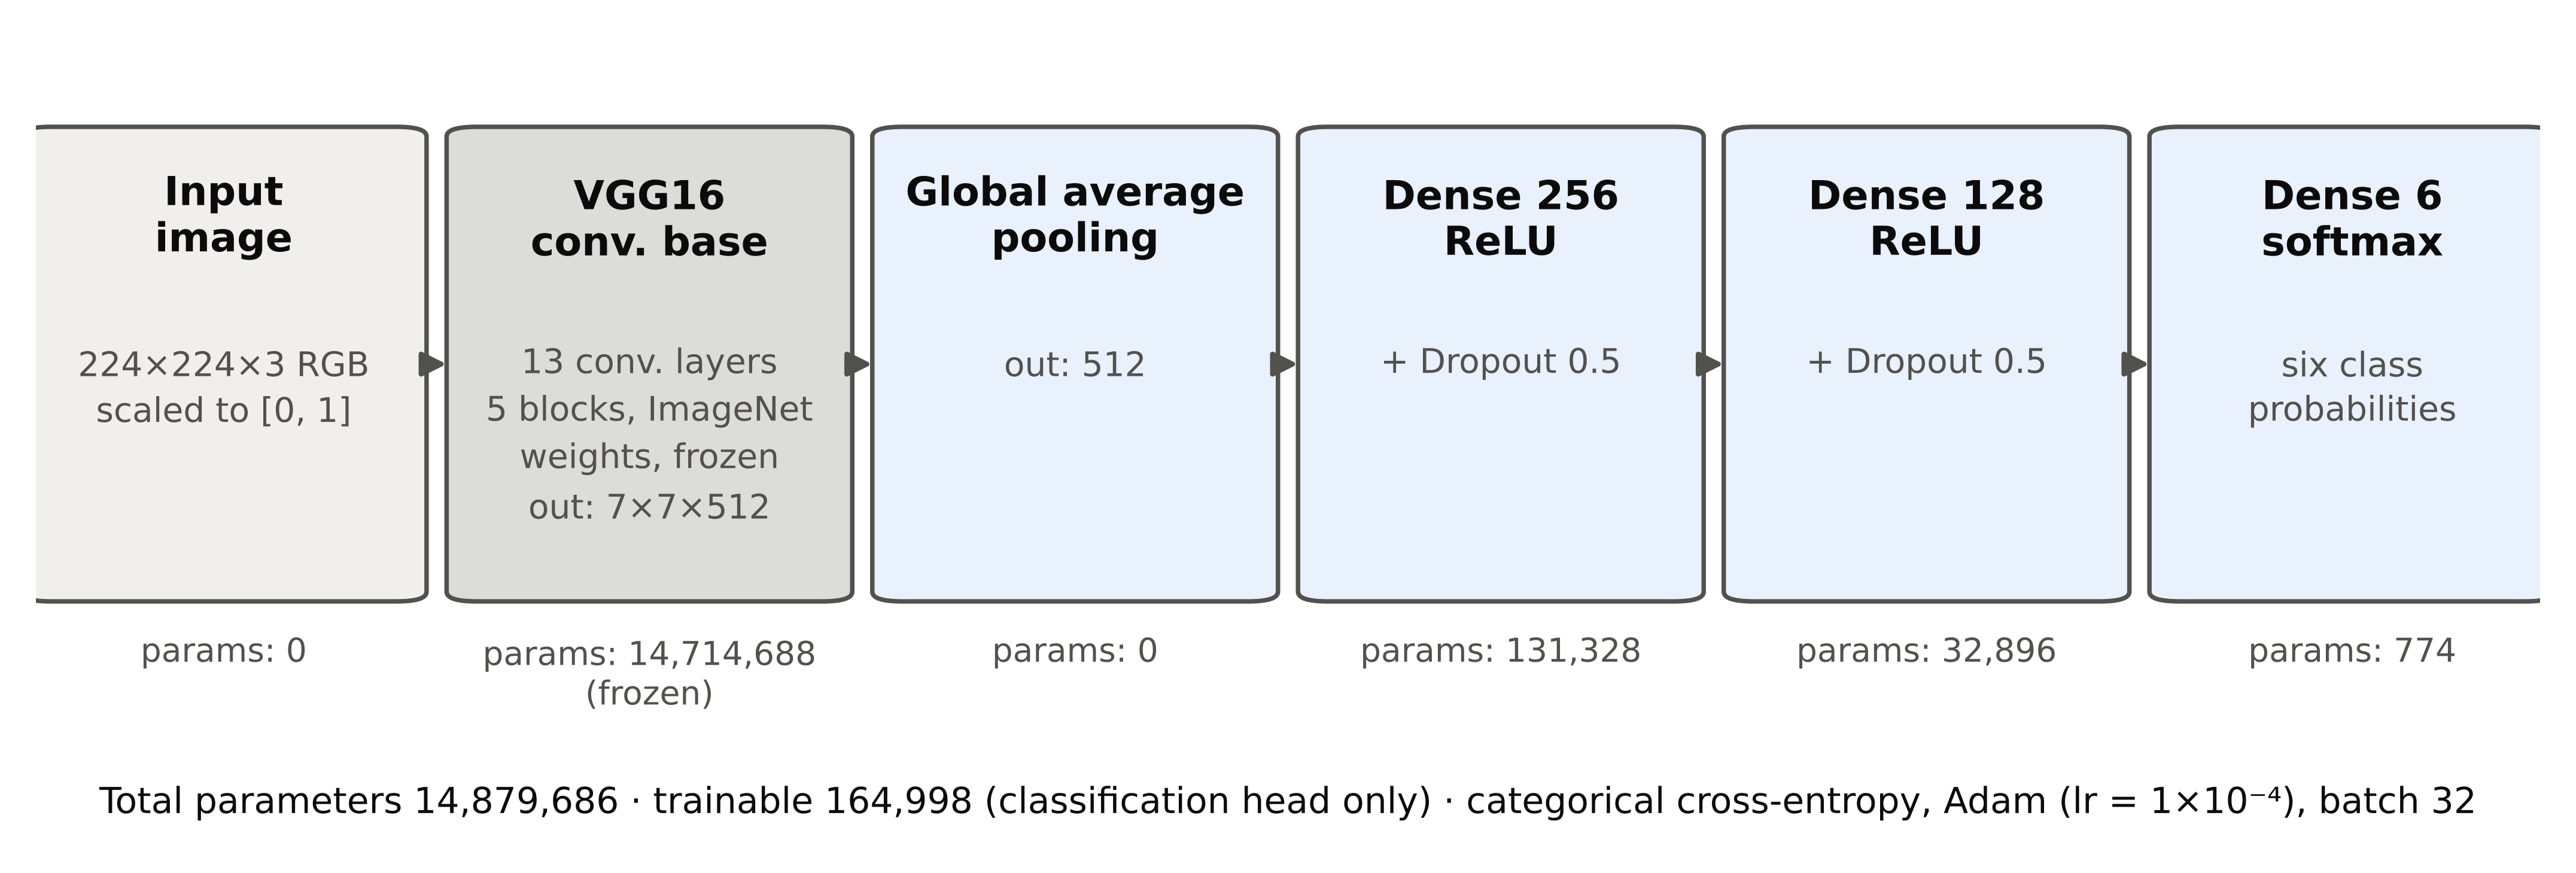 Input
image
224×224×3 RGB
scaled to [0, 1]
params: 0
VGG16
conv. base
13 conv. layers
5 blocks, ImageNet
weights, frozen
out: 7×7×512
params: 14,714,688
(frozen)
Global average
pooling
out: 512
params: 0
Dense 256
ReLU
+ Dropout 0.5
params: 131,328
Dense 128
ReLU
+ Dropout 0.5
params: 32,896
Dense 6
softmax
six class
probabilities
params: 774
Total parameters 14,879,686 · trainable 164,998 (classification head only) · categorical cross-entropy, Adam (lr = 1×10⁻⁴), batch 32